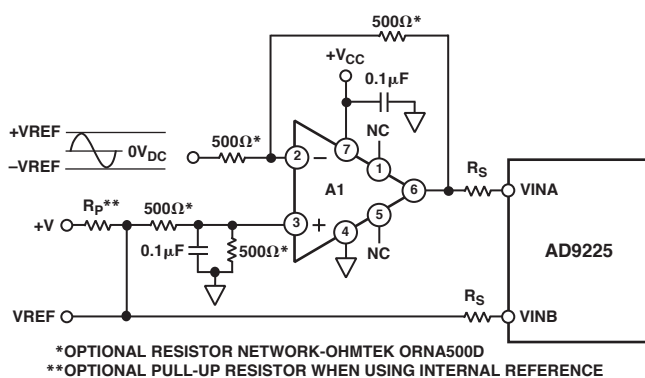 500Ω*
+VCC
0.1μF
+VREF
0VDC
–VREF
500Ω*
NC
2
–
7
1
A1
6
RS
VINA
+V
RP**
500Ω*
3
+
4
5
0.1μF
500Ω*
NC
AD9225
VREF
RS
VINB
*OPTIONAL RESISTOR NETWORK-OHMTEK ORNA500D
**OPTIONAL PULL-UP RESISTOR WHEN USING INTERNAL REFERENCE